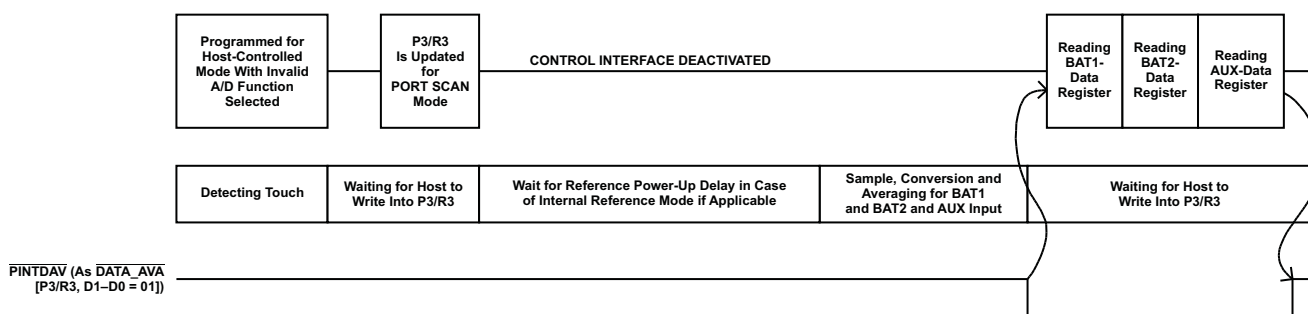 Programmed for
Host-Controlled
Mode With Invalid
A/D Function
Selected
P3/R3
Is Updated
for
PORT SCAN
Mode
CONTROL INTERFACE DEACTIVATED
Reading
BAT1-
Data
Register
Reading
BAT2-
Data
Register
Reading
AUX-Data
Register
Detecting Touch
Waiting for Host to
Write Into P3/R3
Wait for Reference Power-Up Delay in Case
of Internal Reference Mode if Applicable
Sample, Conversion and
Averaging for BAT1
and BAT2 and AUX Input
Waiting for Host to
Write Into P3/R3
PINTDAV (As DATA_AVA
[P3/R3, D1–D0 = 01])